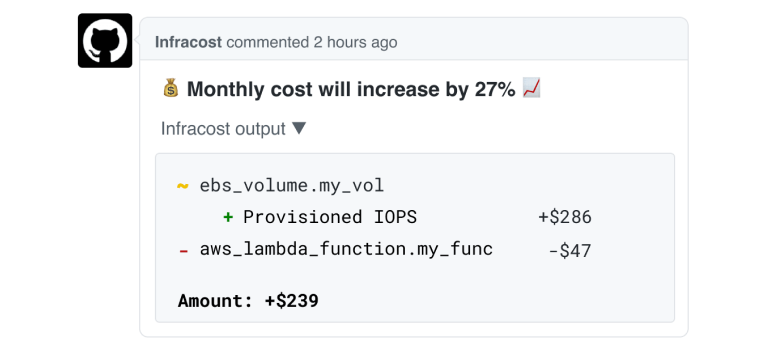 Infracost commented 2 hours ago
💰 Monthly cost will increase by 27% 📈
Infracost output ▼
~ ebs_volume.my_vol
+ Provisioned IOPS +$286
- aws_lambda_function.my_func -$47
Amount: +$239